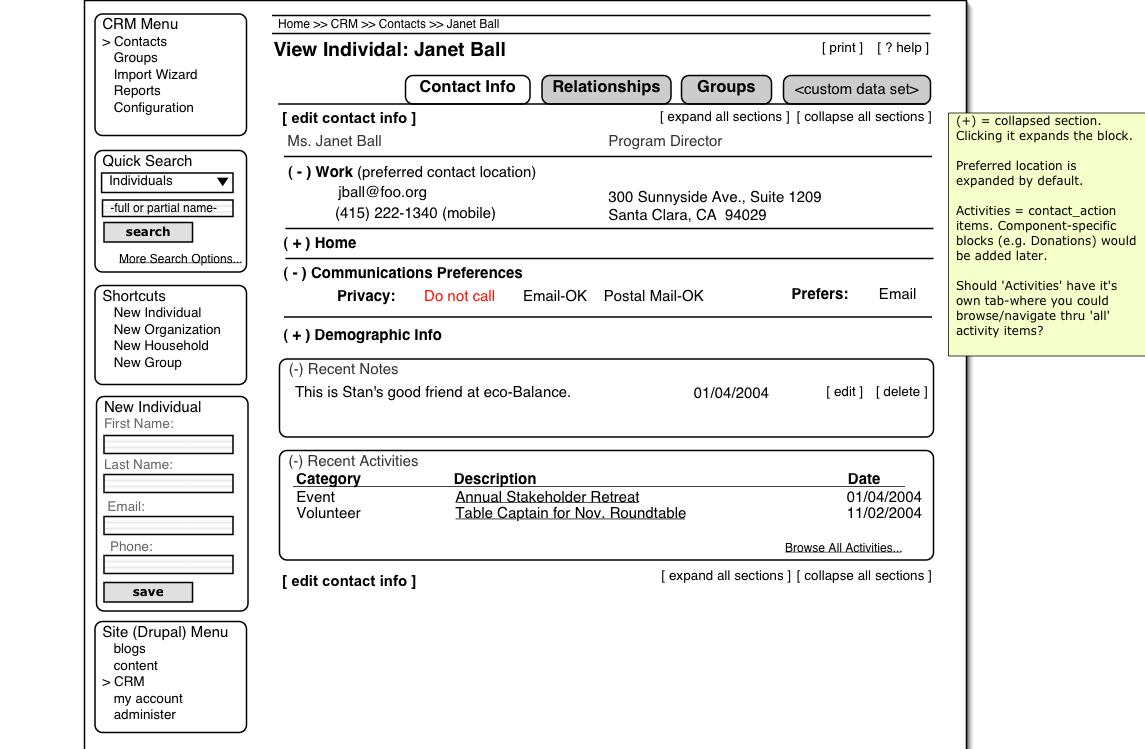 CRM Menu
> Contacts
Groups
Import Wizard
Reports
Configuration
Quick Search
Individuals
-full or partial name-
search
More Search Options...
Shortcuts
New Individual
New Organization
New Household
New Group
New Individual
First Name:
Last Name:
Email:
Phone:
save
Site (Drupal) Menu
blogs
content
> CRM
my account
administer
Home >> CRM >> Contacts >> Janet Ball
View Individal: Janet Ball
[ print ] [ ? help ]
Contact Info Relationships Groups <custom data set>
[ edit contact info ] [ expand all sections ] [ collapse all sections ]
Ms. Janet Ball Program Director
( - ) Work (preferred contact location)
jball@foo.org
(415) 222-1340 (mobile)
300 Sunnyside Ave., Suite 1209
Santa Clara, CA 94029
( + ) Home
( - ) Communications Preferences
Privacy: Do not call Email-OK Postal Mail-OK Prefers: Email
( + ) Demographic Info
(-) Recent Notes
This is Stan's good friend at eco-Balance. 01/04/2004 [ edit ] [ delete ]
(-) Recent Activities
Category Description Date
Event Annual Stakeholder Retreat 01/04/2004
Volunteer Table Captain for Nov. Roundtable 11/02/2004
Browse All Activities...
[ edit contact info ] [ expand all sections ] [ collapse all sections ]
(+) = collapsed section.
Clicking it expands the block.
Preferred location is
expanded by default.
Activities = contact_action
items. Component-specific
blocks (e.g. Donations) would
be added later.
Should 'Activities' have it's
own tab-where you could
browse/navigate thru 'all'
activity items?